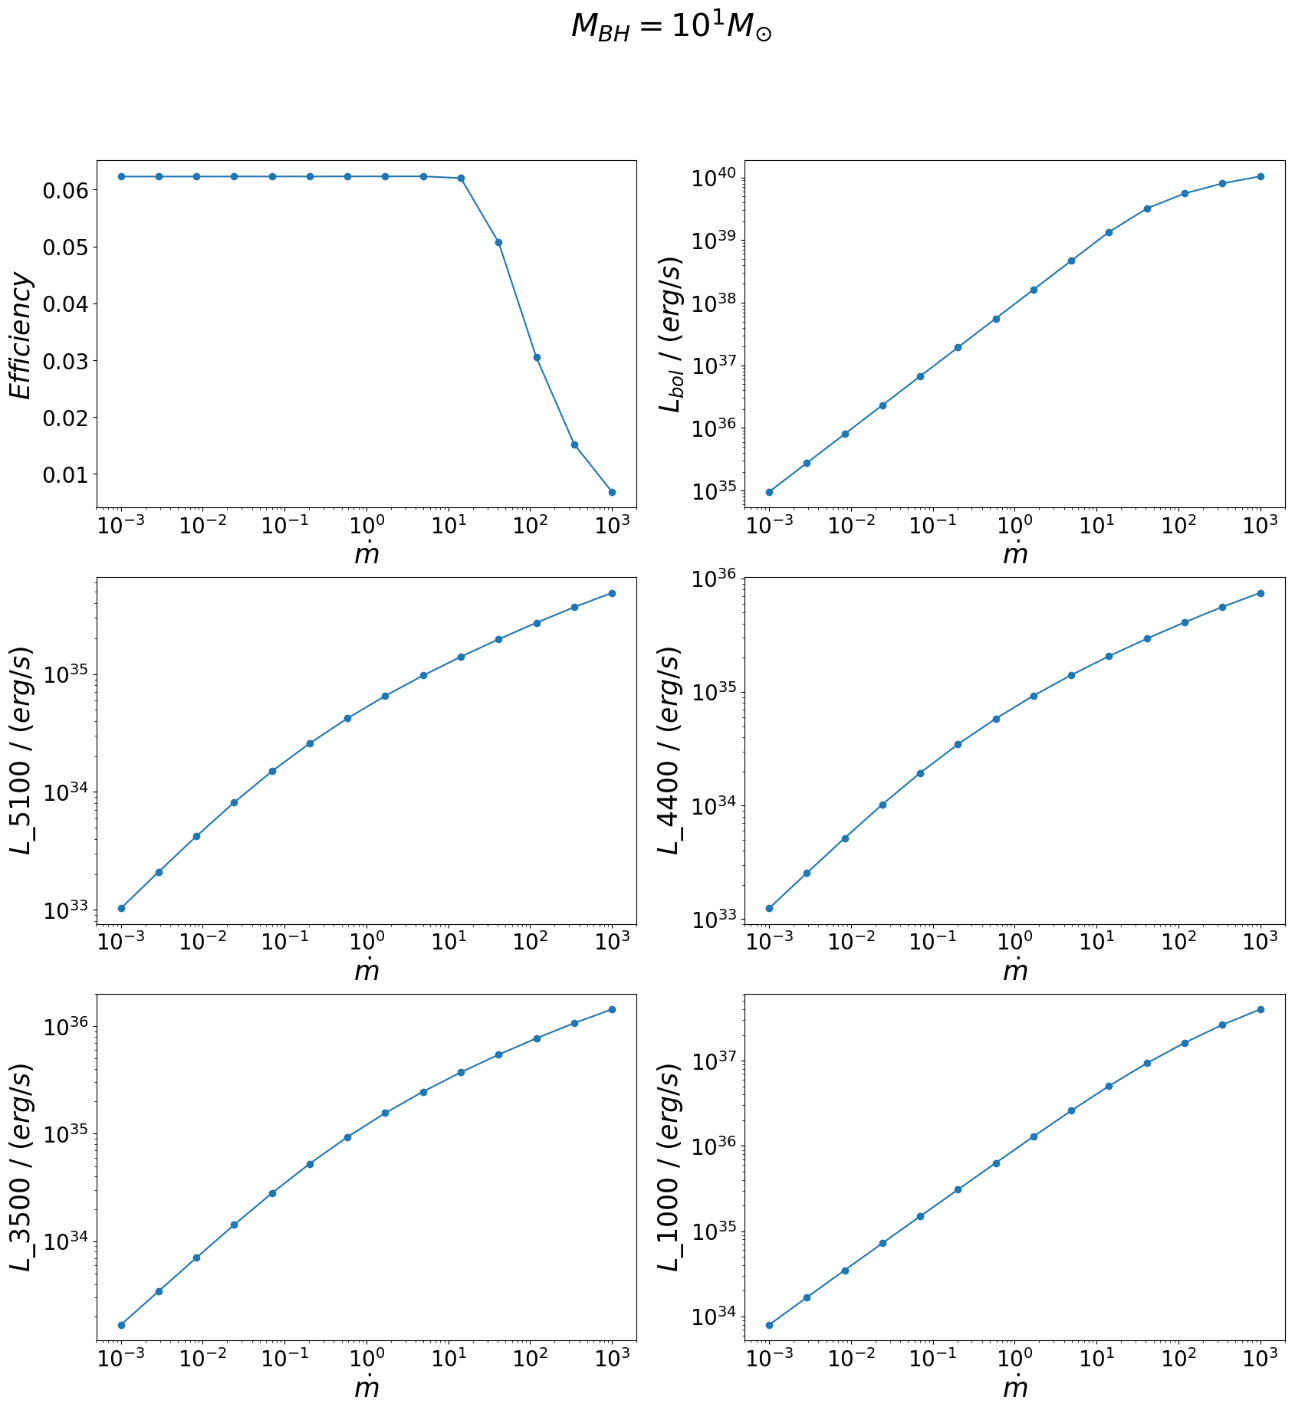 M_{BH} = 10^1 M_⊙
Efficiency
0.06
0.05
0.04
0.03
0.02
0.01
10^{-3} 10^{-2} 10^{-1} 10^0 10^1 10^2 10^3
ṁ
L_{bol} / (erg/s)
10^{40}
10^{39}
10^{38}
10^{37}
10^{36}
10^{35}
10^{-3} 10^{-2} 10^{-1} 10^0 10^1 10^2 10^3
ṁ
L_5100 / (erg/s)
10^{35}
10^{34}
10^{33}
10^{-3} 10^{-2} 10^{-1} 10^0 10^1 10^2 10^3
ṁ
L_4400 / (erg/s)
10^{36}
10^{35}
10^{34}
10^{33}
10^{-3} 10^{-2} 10^{-1} 10^0 10^1 10^2 10^3
ṁ
L_3500 / (erg/s)
10^{36}
10^{35}
10^{34}
10^{-3} 10^{-2} 10^{-1} 10^0 10^1 10^2 10^3
ṁ
L_1000 / (erg/s)
10^{37}
10^{36}
10^{35}
10^{34}
10^{-3} 10^{-2} 10^{-1} 10^0 10^1 10^2 10^3
ṁ